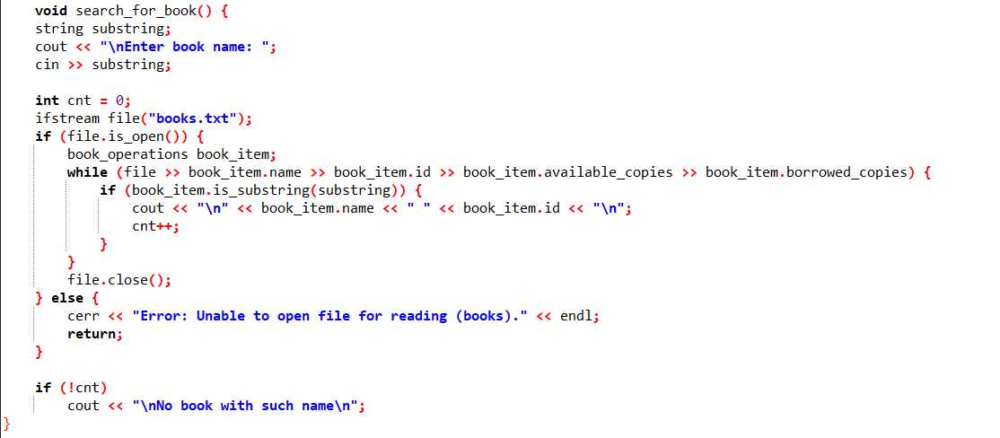 void search_for_book() {
string substring;
cout << "\nEnter book name: ";
cin >> substring;
int cnt = 0;
ifstream file("books.txt");
if (file.is_open()) {
book_operations book_item;
while (file >> book_item.name >> book_item.id >> book_item.available_copies >> book_item.borrowed_copies) {
if (book_item.is_substring(substring)) {
cout << "\n" << book_item.name << " " << book_item.id << "\n";
cnt++;
}
}
file.close();
} else {
cerr << "Error: Unable to open file for reading (books)." << endl;
return;
}
if (!cnt)
cout << "\nNo book with such name\n";
}